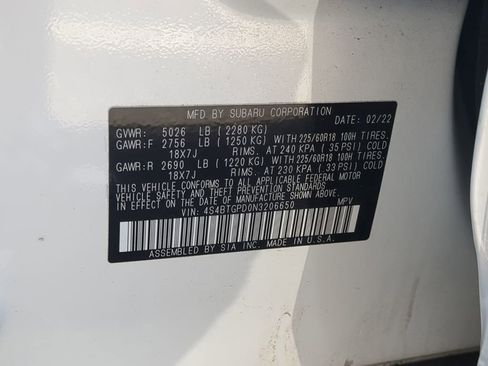 MFD BY SUBARU CORPORATION
DATE: 02/22
GVWR: 5026 LB (2280 KG)
GAWR:F 2756 LB (1250 KG) WITH 225/60R18 100H TIRES.
18X7J RIMS. AT 240 KPA (35 PSI) COLD
GAWR:R 2690 LB (1220 KG) WITH 225/60R18 100H TIRES.
18X7J RIMS. AT 230 KPA (33 PSI) COLD
THIS VEHICLE CONFORMS TO ALL APPLICABLE FEDERAL MOTOR
VEHICLE SAFETY AND THEFT PREVENTION STANDARDS
IN EFFECT ON THE DATE OF MANUFACTURE SHOWN ABOVE.
VIN: 4S4BTGPD0N3206650 MPV
ASSEMBLED BY SIA INC. MADE IN U.S.A.